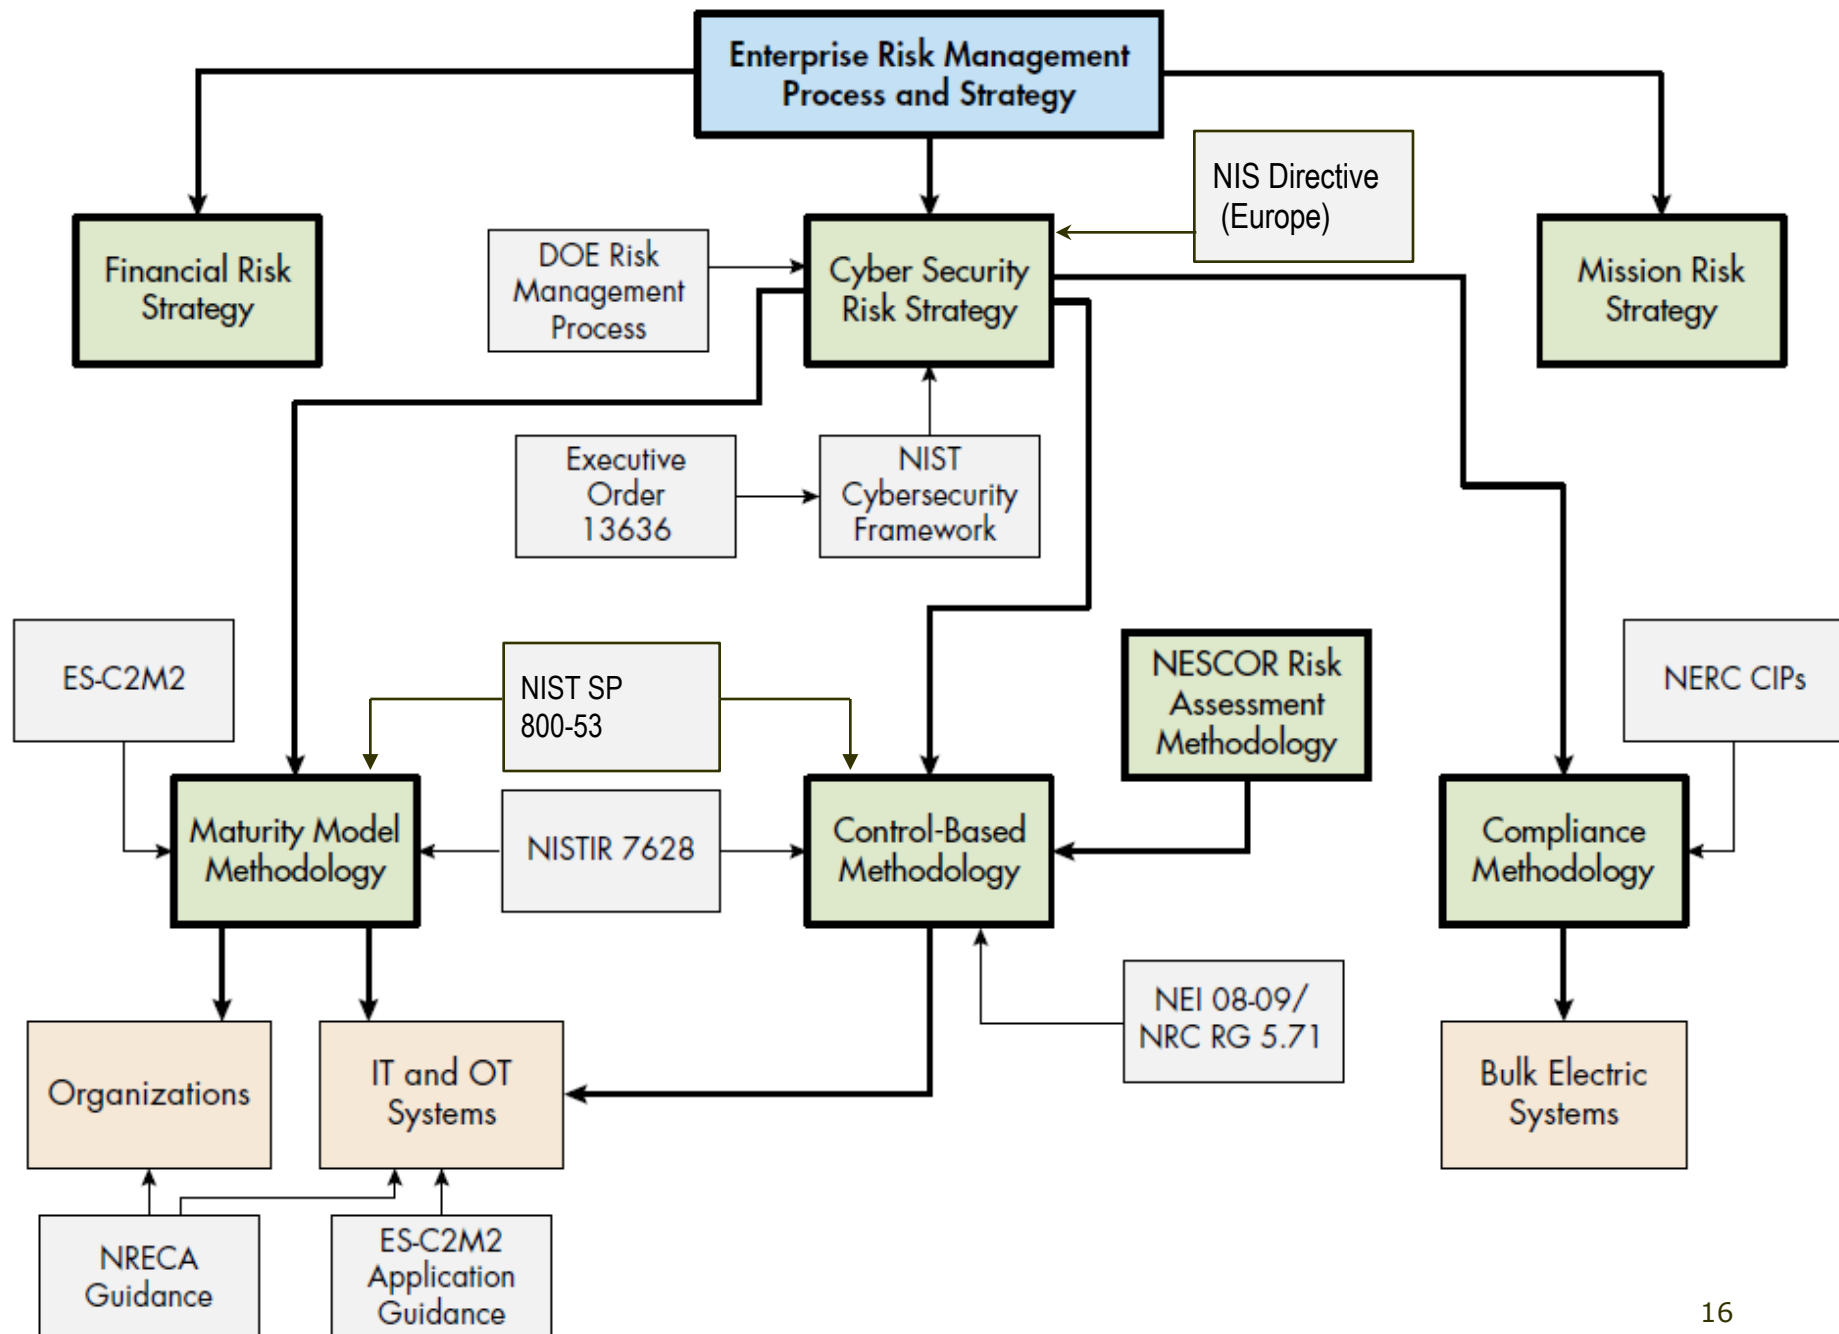 Enterprise Risk Management
Process and Strategy
NIS Directive
(Europe)
Financial Risk
Strategy
DOE Risk
Management
Process
Cyber Security
Risk Strategy
Mission Risk
Strategy
Executive
Order
13636
NIST
Cybersecurity
Framework
ES-C2M2
NIST SP
800-53
NESCOR Risk
Assessment
Methodology
NERC CIPs
Maturity Model
Methodology
NISTIR 7628
Control-Based
Methodology
Compliance
Methodology
NEI 08-09/
NRC RG 5.71
Organizations
IT and OT
Systems
Bulk Electric
Systems
NRECA
Guidance
ES-C2M2
Application
Guidance
16